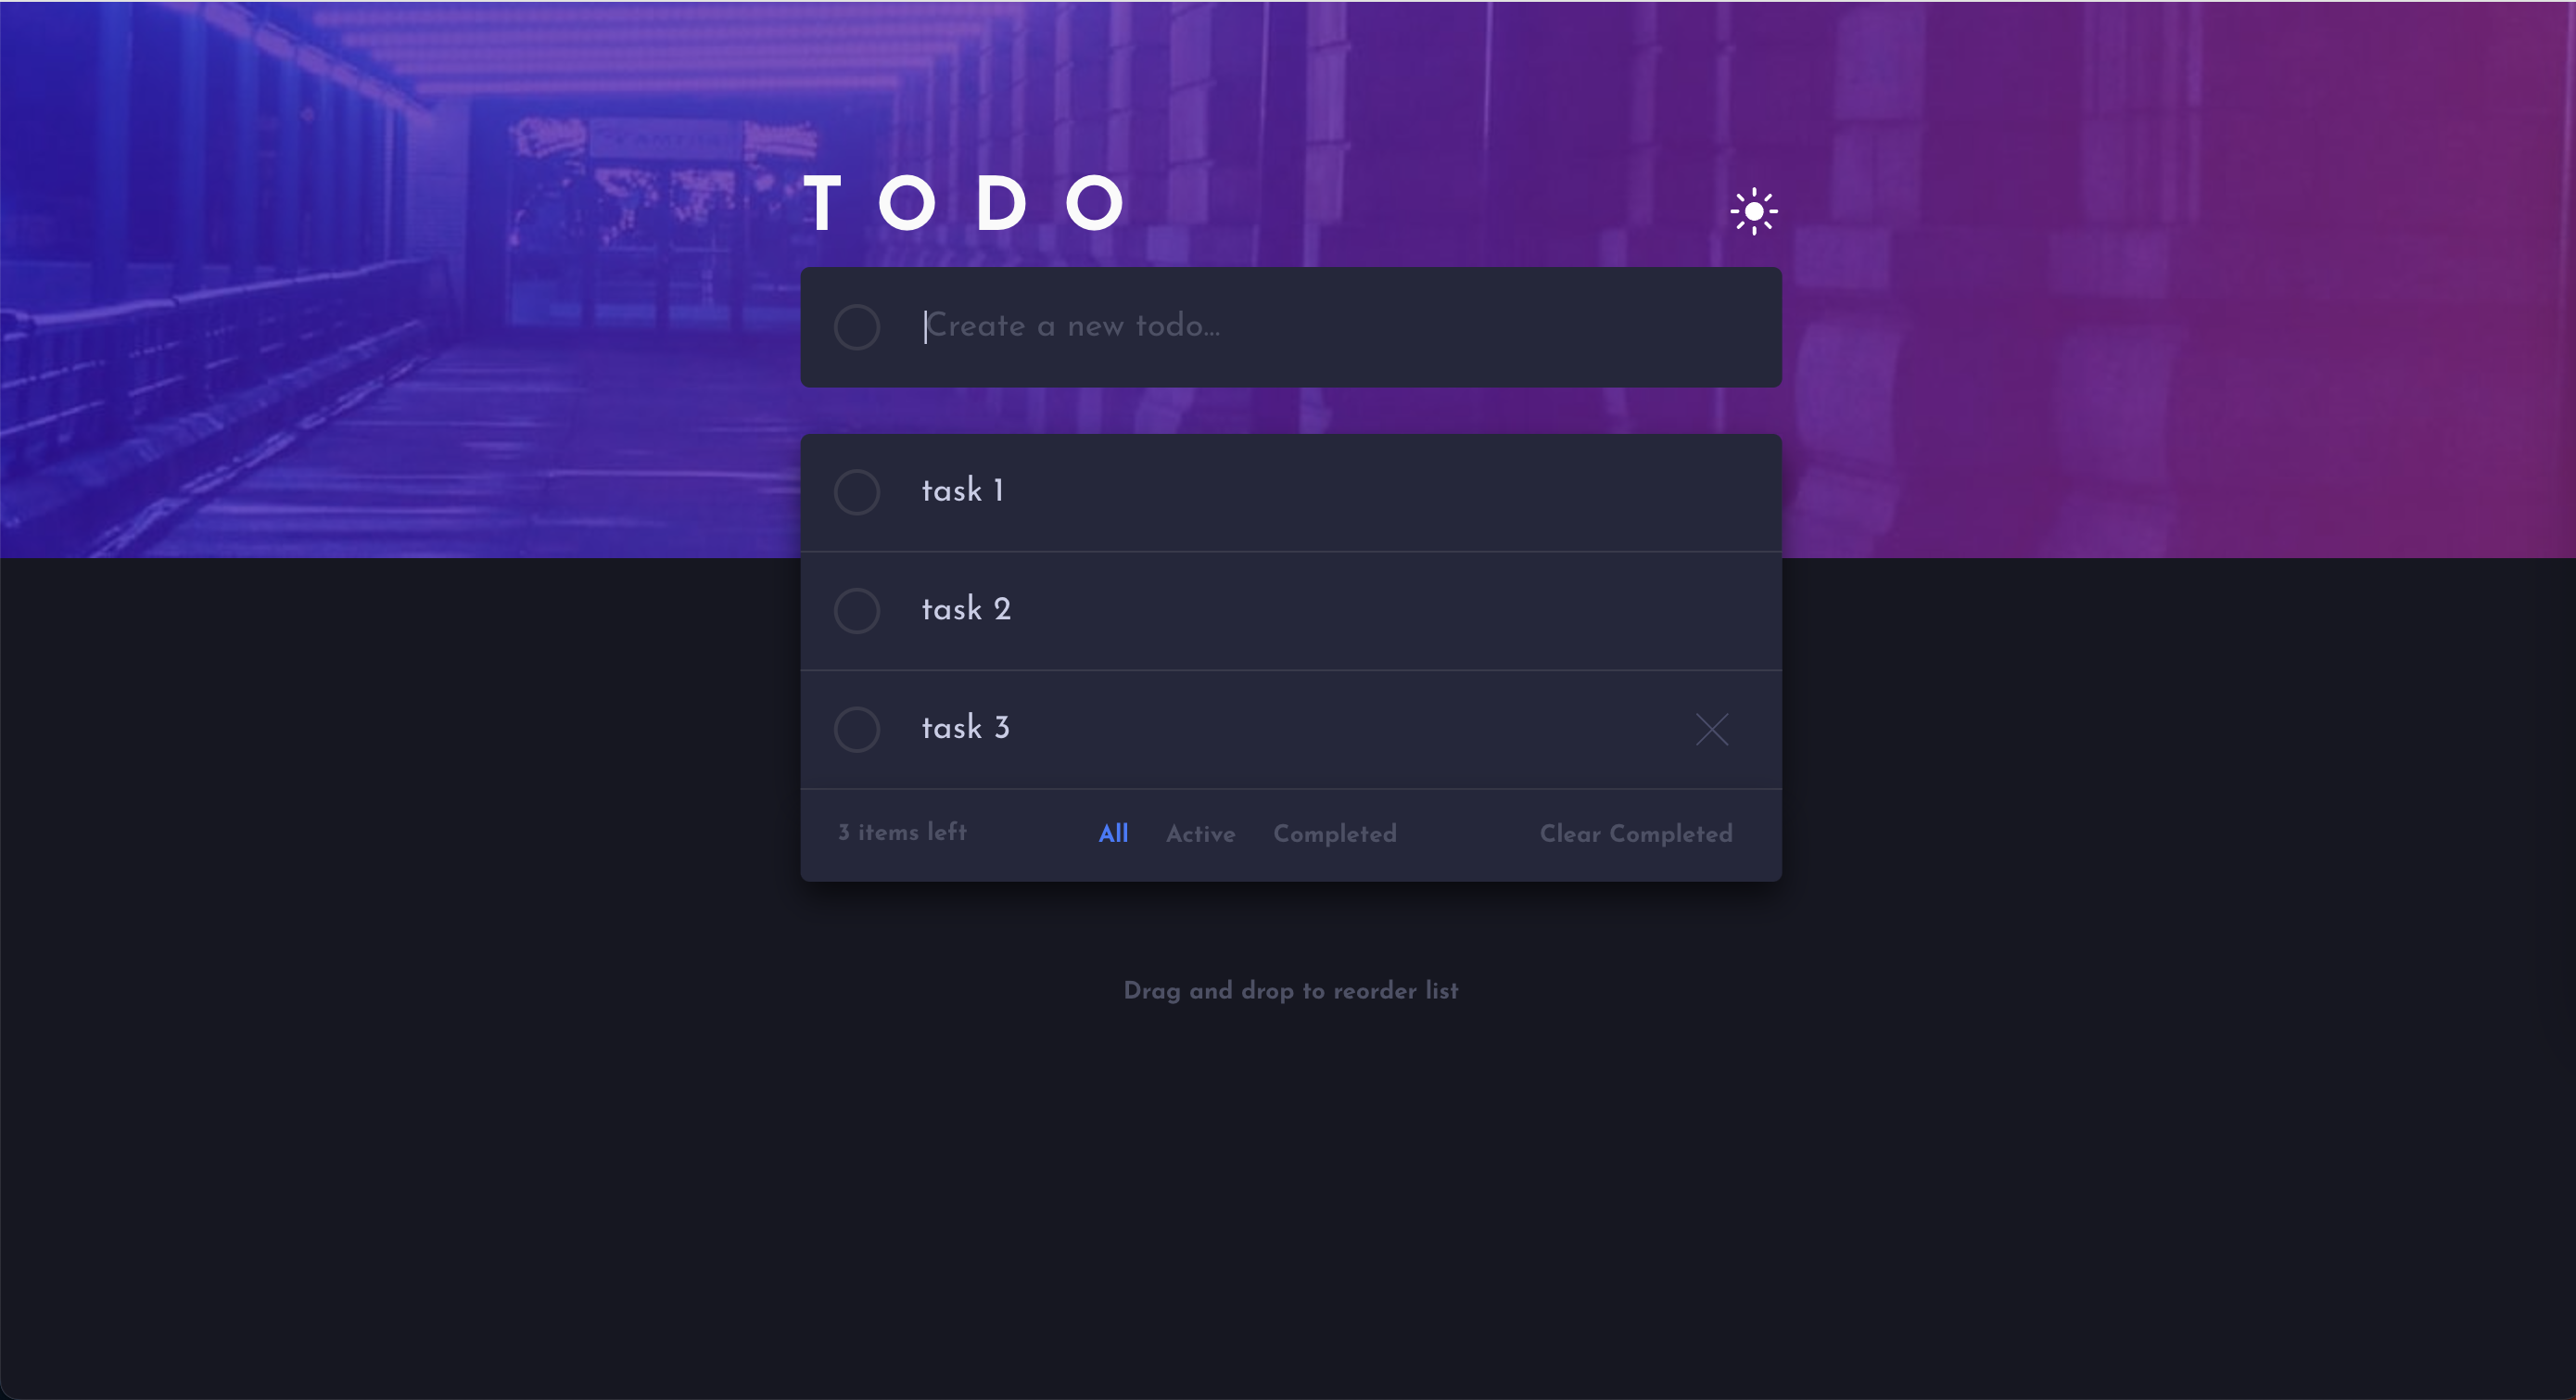 TODO
Create a new todo...
task 1
task 2
task 3
3 items left
All Active Completed
Clear Completed
Drag and drop to reorder list